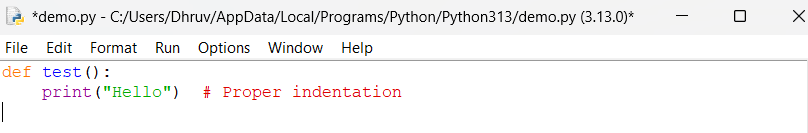 *demo.py - C:/Users/Dhruv/AppData/Local/Programs/Python/Python313/demo.py (3.13.0)*
File Edit Format Run Options Window Help
def test():
    print("Hello")  # Proper indentation